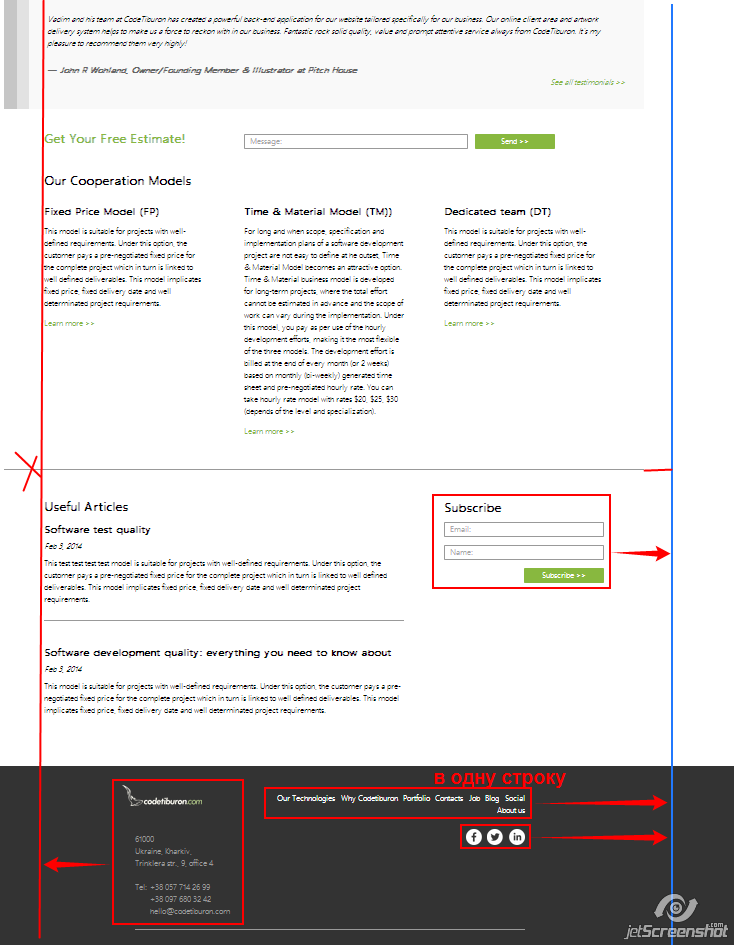 Vadim and his team at CodeTiburon has created a powerful back-end application for our website tailored specifically for our business. Our online client area and artwork
delivery system helps to make us a force to reckon with in our business. Fantastic rock solid quality, value and prompt attentive service always from CodeTiburon. It's my
pleasure to recommend them very highly!
— John R Wohland, Owner/Founding Member & Illustrator at Pitch House
See all testimonials >>
Get Your Free Estimate!
Message:
Send >>
Our Cooperation Models
Fixed Price Model (FP)
This model is suitable for projects with well-
defined requirements. Under this option, the
customer pays a pre-negotiated fixed price for
the complete project which in turn is linked to
well defined deliverables. This model implicates
fixed price, fixed delivery date and well
determinated project requirements.
Learn more >>
Time & Material Model (TM))
For long and when scope, specification and
implementation plans of a software development
project are not easy to define at he outset, Time
& Material Model becomes an attractive option.
Time & Material business model is developed
for long-term projects, where the total effort
cannot be estimated in advance and the scope of
work can vary during the implementation. Under
this model, you pay as per use of the hourly
development efforts, making it the most flexible
of the three models. The development effort is
billed at the end of every month (or 2 weeks)
based on monthly (bi-weekly) generated time
sheet and pre-negotiated hourly rate. You can
take hourly rate model with rates $20, $25, $30
(depends of the level and specialization).
Learn more >>
Dedicated team (DT)
This model is suitable for projects with well-
defined requirements. Under this option, the
customer pays a pre-negotiated fixed price for
the complete project which in turn is linked to
well defined deliverables. This model implicates
fixed price, fixed delivery date and well
determinated project requirements.
Learn more >>
Useful Articles
Software test quality
Feb 3, 2014
This test test test test model is suitable for projects with well-defined requirements. Under this option, the
customer pays a pre-negotiated fixed price for the complete project which in turn is linked to well defined
deliverables. This model implicates fixed price, fixed delivery date and well determinated project
requirements.
Software development quality: everything you need to know about
Feb 3, 2014
This model is suitable for projects with well-defined requirements. Under this option, the customer pays a pre-
negotiated fixed price for the complete project which in turn is linked to well defined deliverables. This model
implicates fixed price, fixed delivery date and well determinated project requirements.
Subscribe
Email:
Name:
Subscribe >>
в одну строку
codetiburon.com
Our Technologies Why Codetiburon Portfolio Contacts Job Blog Social
About us
61000
Ukraine, Kharkiv,
Trinklera str., 9, office 4
Tel: +38 057 714 26 99
+38 097 680 32 42
hello@codetiburon.com
jetScreenshot.com